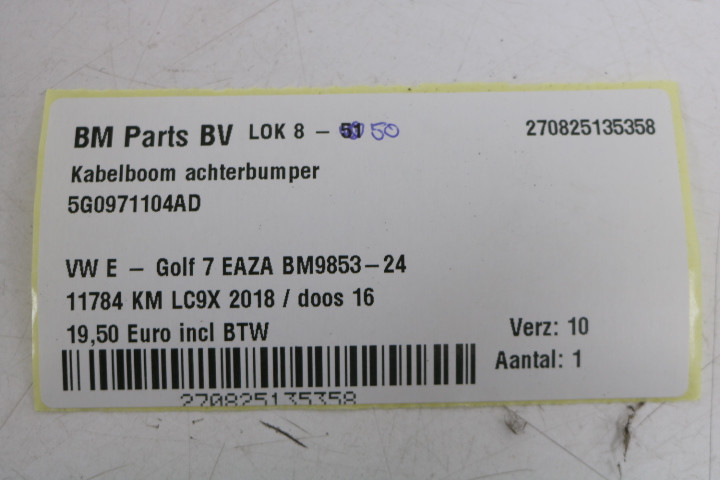 BM Parts BV LOK 8 - 51 50 270825135358
Kabelboom achterbumper
5G0971104AD
VW E - Golf 7 EAZA BM9853-24
11784 KM LC9X 2018 / doos 16
19,50 Euro incl BTW Verz: 10
Aantal: 1
270825135358